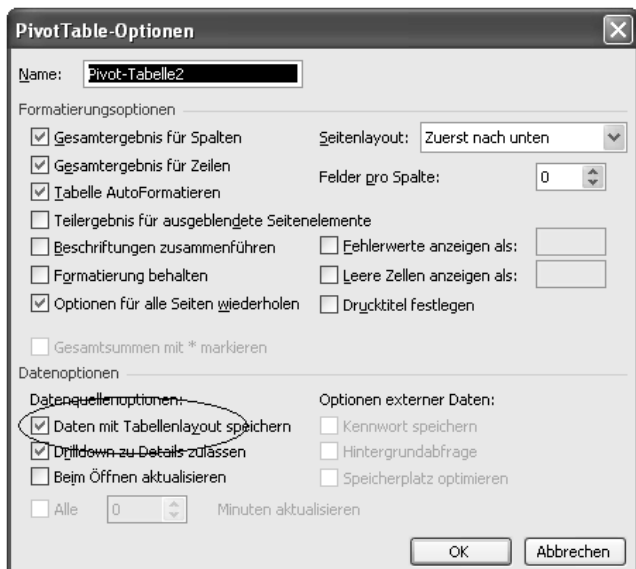 PivotTable-Optionen
Name: Pivot-Tabelle2
Formatierungsoptionen
Gesamtergebnis für Spalten
Seitenlayout: Zuerst nach unten
Gesamtergebnis für Zeilen
Felder pro Spalte: 0
Tabelle AutoFormatieren
Teilergebnis für ausgeblendete Seitenelemente
Beschriftungen zusammenführen
Fehlerwerte anzeigen als:
Formatierung behalten
Leere Zellen anzeigen als:
Optionen für alle Seiten wiederholen
Drucktitel festlegen
Gesamtsummen mit * markieren
Datenoptionen
Datenquellenoptionen:
Optionen externer Daten:
Daten mit Tabellenlayout speichern
Kennwort speichern
Drilldown zu Details zulassen
Hintergrundabfrage
Beim Öffnen aktualisieren
Speicherplatz optimieren
Alle 0 Minuten aktualisieren
OK Abbrechen